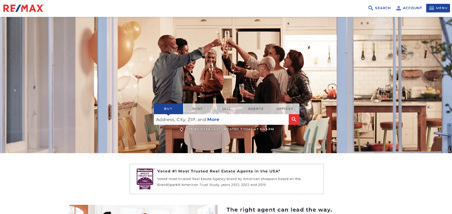 RE/MAX
SEARCH
ACCOUNT
MENU
BUY
RENT
SELL
AGENTS
OFFICES
Address, City, ZIP, and More
Voted #1 Most Trusted Real Estate Agents in the USA*
Voted most trusted Real Estate Agency brand by American shoppers based on the
BrandSpark® American Trust Study, years 2022, 2023 and 2019.
The right agent can lead the way.